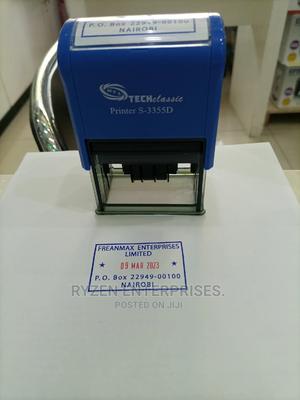 P.O. Box 22949-00100
NAIROBI
TECHclassic
Printer S-3355D
FREANMAX ENTERPRISES
LIMITED
★ 09 MAR 2023 ★
P.O. Box 22949-00100
NAIROBI
RYZEN ENTERPRISES.
POSTED ON JIJI